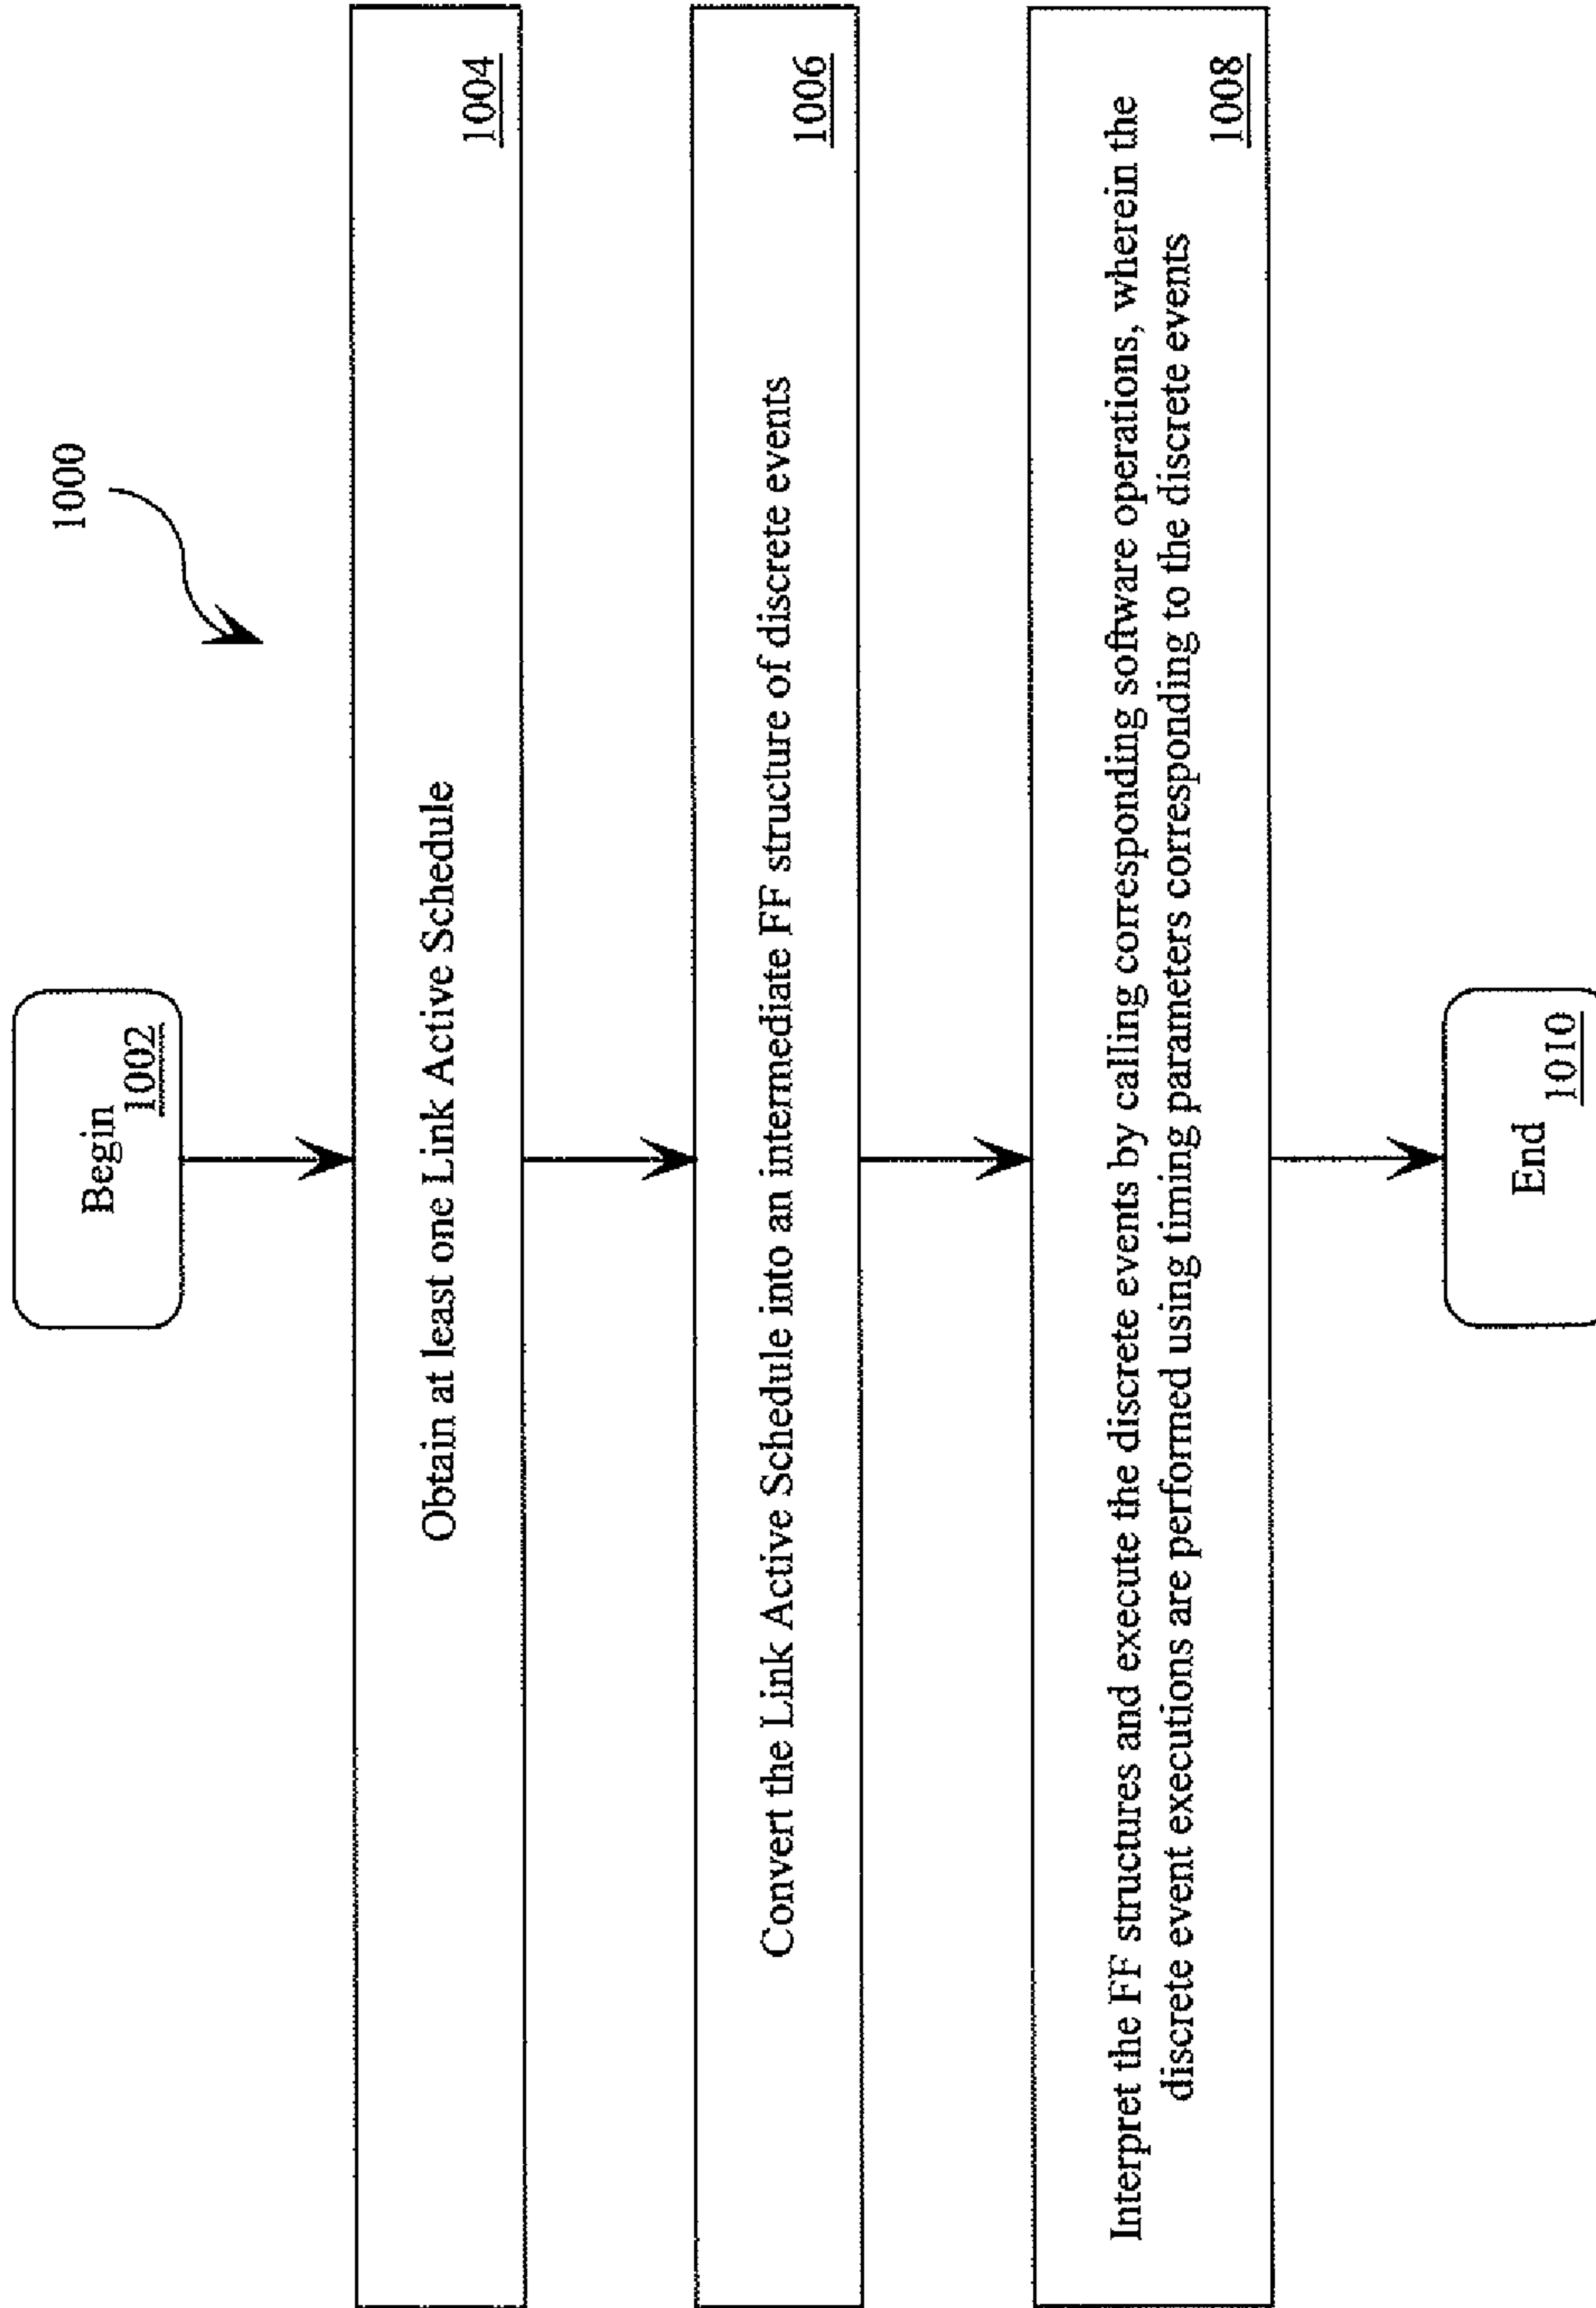 1000
Begin
1002
Obtain at least one Link Active Schedule
1004
Convert the Link Active Schedule into an intermediate FF structure of discrete events
1006
Interpret the FF structures and execute the discrete events by calling corresponding software operations, wherein the
discrete event executions are performed using timing parameters corresponding to the discrete events
1008
End
1010